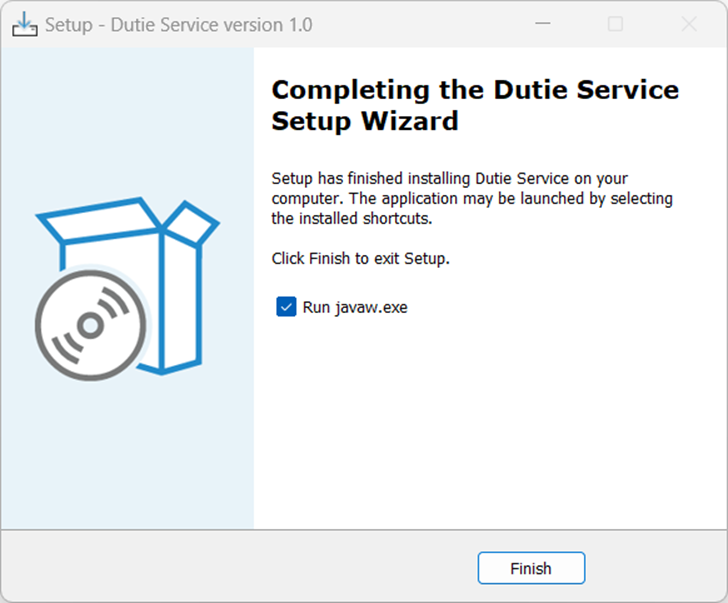 Setup - Dutie Service version 1.0
Completing the Dutie Service
Setup Wizard
Setup has finished installing Dutie Service on your
computer. The application may be launched by selecting
the installed shortcuts.
Click Finish to exit Setup.
Run javaw.exe
Finish